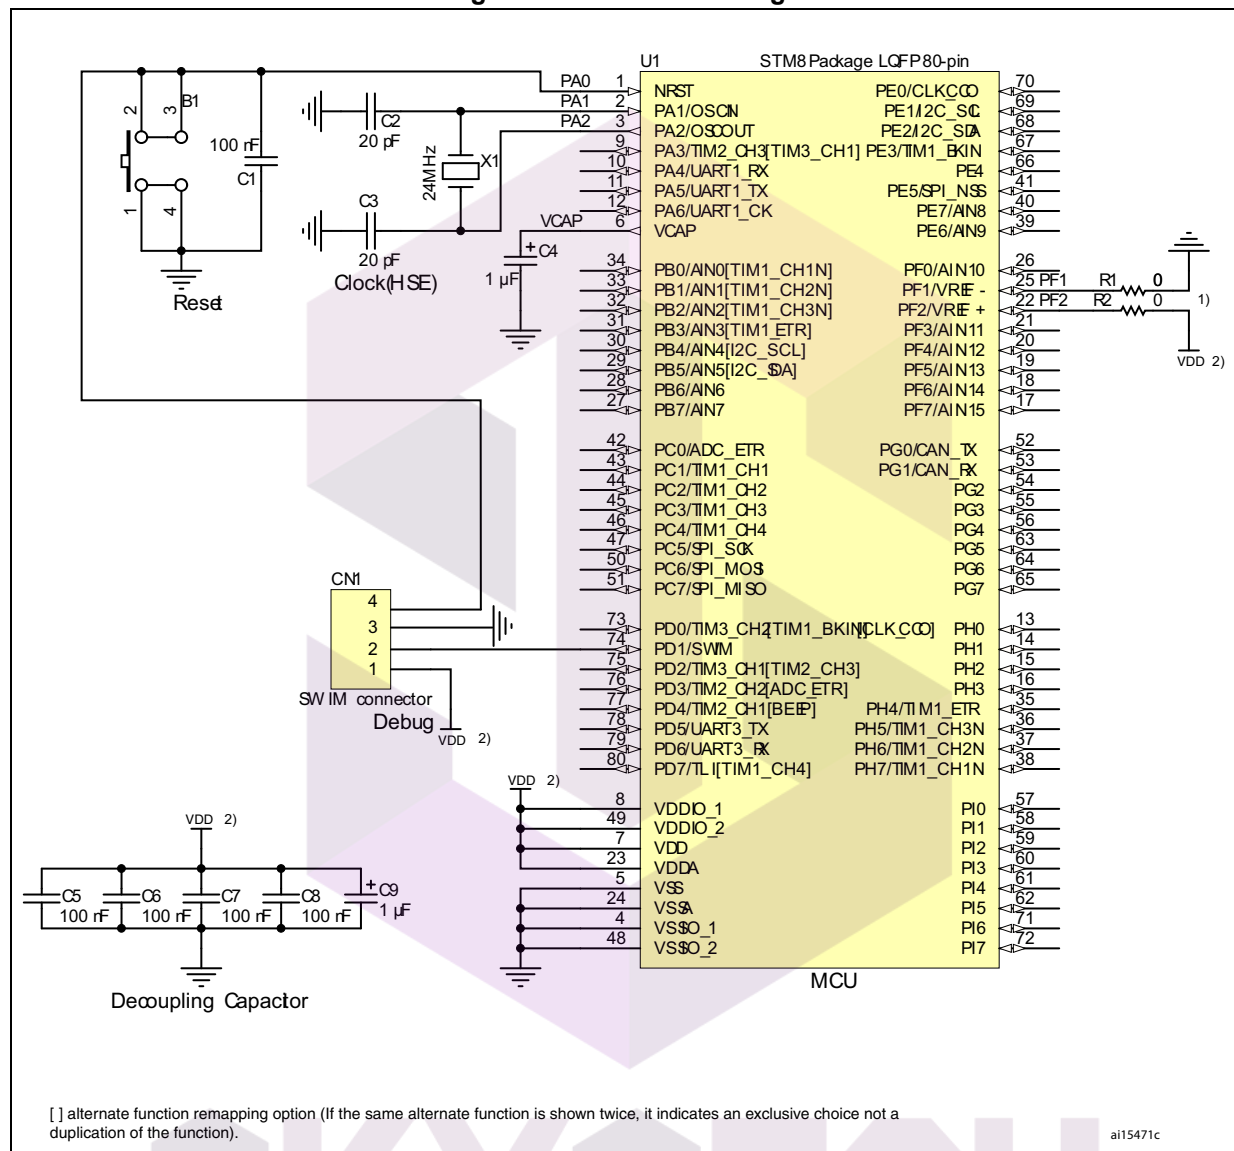 U1
STM8 Package LQFP80-pin
B1
2
3
1
4
100 nF
C1
Reset
C2
20 pF
C3
20 pF
24MHz
X1
Clock(HSE)
PA0
PA1
PA2
VCAP
C4
+
1 µF
1 NRST
2 PA1/OSCIN
3 PA2/OSCOUT
9 PA3/TIM2_CH3[TIM3_CH1]
10 PA4/UART1_RX
11 PA5/UART1_TX
12 PA6/UART1_CK
6 VCAP
34 PB0/AIN0[TIM1_CH1N]
33 PB1/AIN1[TIM1_CH2N]
32 PB2/AIN2[TIM1_CH3N]
31 PB3/AIN3[TIM1_ETR]
30 PB4/AIN4[I2C_SCL]
29 PB5/AIN5[I2C_SDA]
28 PB6/AIN6
27 PB7/AIN7
42 PC0/ADC_ETR
43 PC1/TIM1_CH1
44 PC2/TIM1_CH2
45 PC3/TIM1_CH3
46 PC4/TIM1_CH4
47 PC5/SPI_SCK
50 PC6/SPI_MOSI
51 PC7/SPI_MISO
73 PD0/TIM3_CH2[TIM1_BKIN][CLK_CCO]
74 PD1/SWIM
75 PD2/TIM3_CH1[TIM2_CH3]
76 PD3/TIM2_CH2[ADC_ETR]
77 PD4/TIM2_CH1[BEEP]
78 PD5/UART3_TX
79 PD6/UART3_RX
80 PD7/TLI[TIM1_CH4]
8 VDDIO_1
49 VDDIO_2
7 VDD
23 VDDA
5 VSS
24 VSSA
4 VSSIO_1
48 VSSIO_2
PE0/CLK_CCO 70
PE1/I2C_SCL 69
PE2/I2C_SDA 68
PE3/TIM1_BKIN 67
PE4 66
PE5/SPI_NSS 41
PE7/AIN8 40
PE6/AIN9 39
PF0/AIN10 26
PF1/VREF - 25 PF1 R1 0
PF2/VREF + 22 PF2 R2 0
1)
VDD 2)
PF3/AIN11 21
PF4/AIN12 20
PF5/AIN13 19
PF6/AIN14 18
PF7/AIN15 17
PG0/CAN_TX 52
PG1/CAN_RX 53
PG2 54
PG3 55
PG4 56
PG5 63
PG6 64
PG7 65
PH0 13
PH1 14
PH2 15
PH3 16
PH4/TIM1_ETR 35
PH5/TIM1_CH3N 36
PH6/TIM1_CH2N 37
PH7/TIM1_CH1N 38
PI0 57
PI1 58
PI2 59
PI3 60
PI4 61
PI5 62
PI6 71
PI7 72
MCU
CN1
4
3
2
1
SWIM connector
Debug
VDD 2)
VDD 2)
VDD 2)
C5
100 nF
C6
100 nF
C7
100 nF
C8
100 nF
+
C9
1 µF
Decoupling Capactor
[ ] alternate function remapping option (If the same alternate function is shown twice, it indicates an exclusive choice not a
duplication of the function).
ai15471c